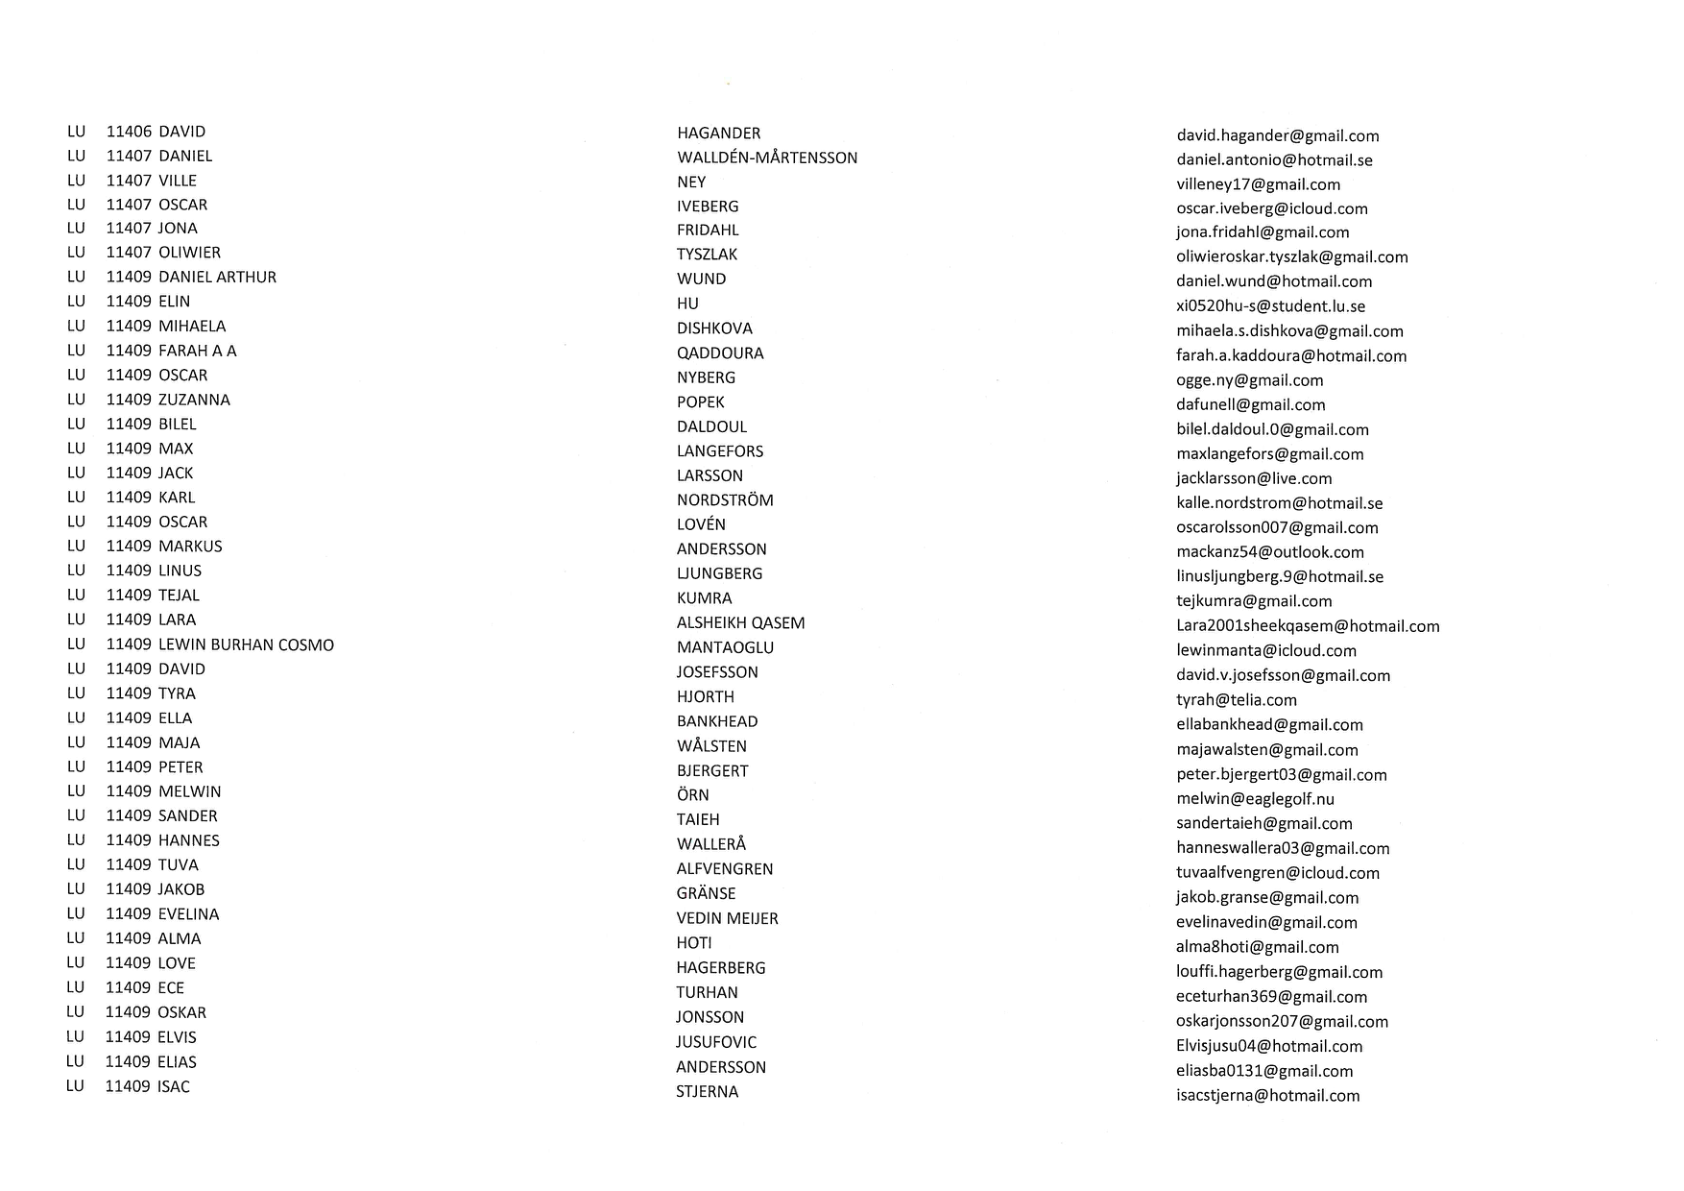 LU 11406 DAVID HAGANDER david.hagander@gmail.com
LU 11407 DANIEL WALLDÉN-MÅRTENSSON daniel.antonio@hotmail.se
LU 11407 VILLE NEY villeney17@gmail.com
LU 11407 OSCAR IVEBERG oscar.iveberg@icloud.com
LU 11407 JONA FRIDAHL jona.fridahl@gmail.com
LU 11407 OLIWIER TYSZLAK oliwieroskar.tyszlak@gmail.com
LU 11409 DANIEL ARTHUR WUND daniel.wund@hotmail.com
LU 11409 ELIN HU xi0520hu-s@student.lu.se
LU 11409 MIHAELA DISHKOVA mihaela.s.dishkova@gmail.com
LU 11409 FARAH A A QADDOURA farah.a.kaddoura@hotmail.com
LU 11409 OSCAR NYBERG ogge.ny@gmail.com
LU 11409 ZUZANNA POPEK dafunell@gmail.com
LU 11409 BILEL DALDOUL bilel.daldoul.0@gmail.com
LU 11409 MAX LANGEFORS maxlangefors@gmail.com
LU 11409 JACK LARSSON jacklarsson@live.com
LU 11409 KARL NORDSTRÖM kalle.nordstrom@hotmail.se
LU 11409 OSCAR LOVÉN oscarolsson007@gmail.com
LU 11409 MARKUS ANDERSSON mackanz54@outlook.com
LU 11409 LINUS LJUNGBERG linusljungberg.9@hotmail.se
LU 11409 TEJAL KUMRA tejkumra@gmail.com
LU 11409 LARA ALSHEIKH QASEM Lara2001sheekqasem@hotmail.com
LU 11409 LEWIN BURHAN COSMO MANTAOGLU lewinmanta@icloud.com
LU 11409 DAVID JOSEFSSON david.v.josefsson@gmail.com
LU 11409 TYRA HJORTH tyrah@telia.com
LU 11409 ELLA BANKHEAD ellabankhead@gmail.com
LU 11409 MAJA WÅLSTEN majawalsten@gmail.com
LU 11409 PETER BJERGERT peter.bjergert03@gmail.com
LU 11409 MELWIN ÖRN melwin@eaglegolf.nu
LU 11409 SANDER TAIEH sandertaieh@gmail.com
LU 11409 HANNES WALLERÅ hanneswallera03@gmail.com
LU 11409 TUVA ALFVENGREN tuvaalfvengren@icloud.com
LU 11409 JAKOB GRÄNSE jakob.granse@gmail.com
LU 11409 EVELINA VEDIN MEIJER evelinavedin@gmail.com
LU 11409 ALMA HOTI alma8hoti@gmail.com
LU 11409 LOVE HAGERBERG louffi.hagerberg@gmail.com
LU 11409 ECE TURHAN eceturhan369@gmail.com
LU 11409 OSKAR JONSSON oskarjonsson207@gmail.com
LU 11409 ELVIS JUSUFOVIC Elvisjusu04@hotmail.com
LU 11409 ELIAS ANDERSSON eliasba0131@gmail.com
LU 11409 ISAC STJERNA isacstjerna@hotmail.com